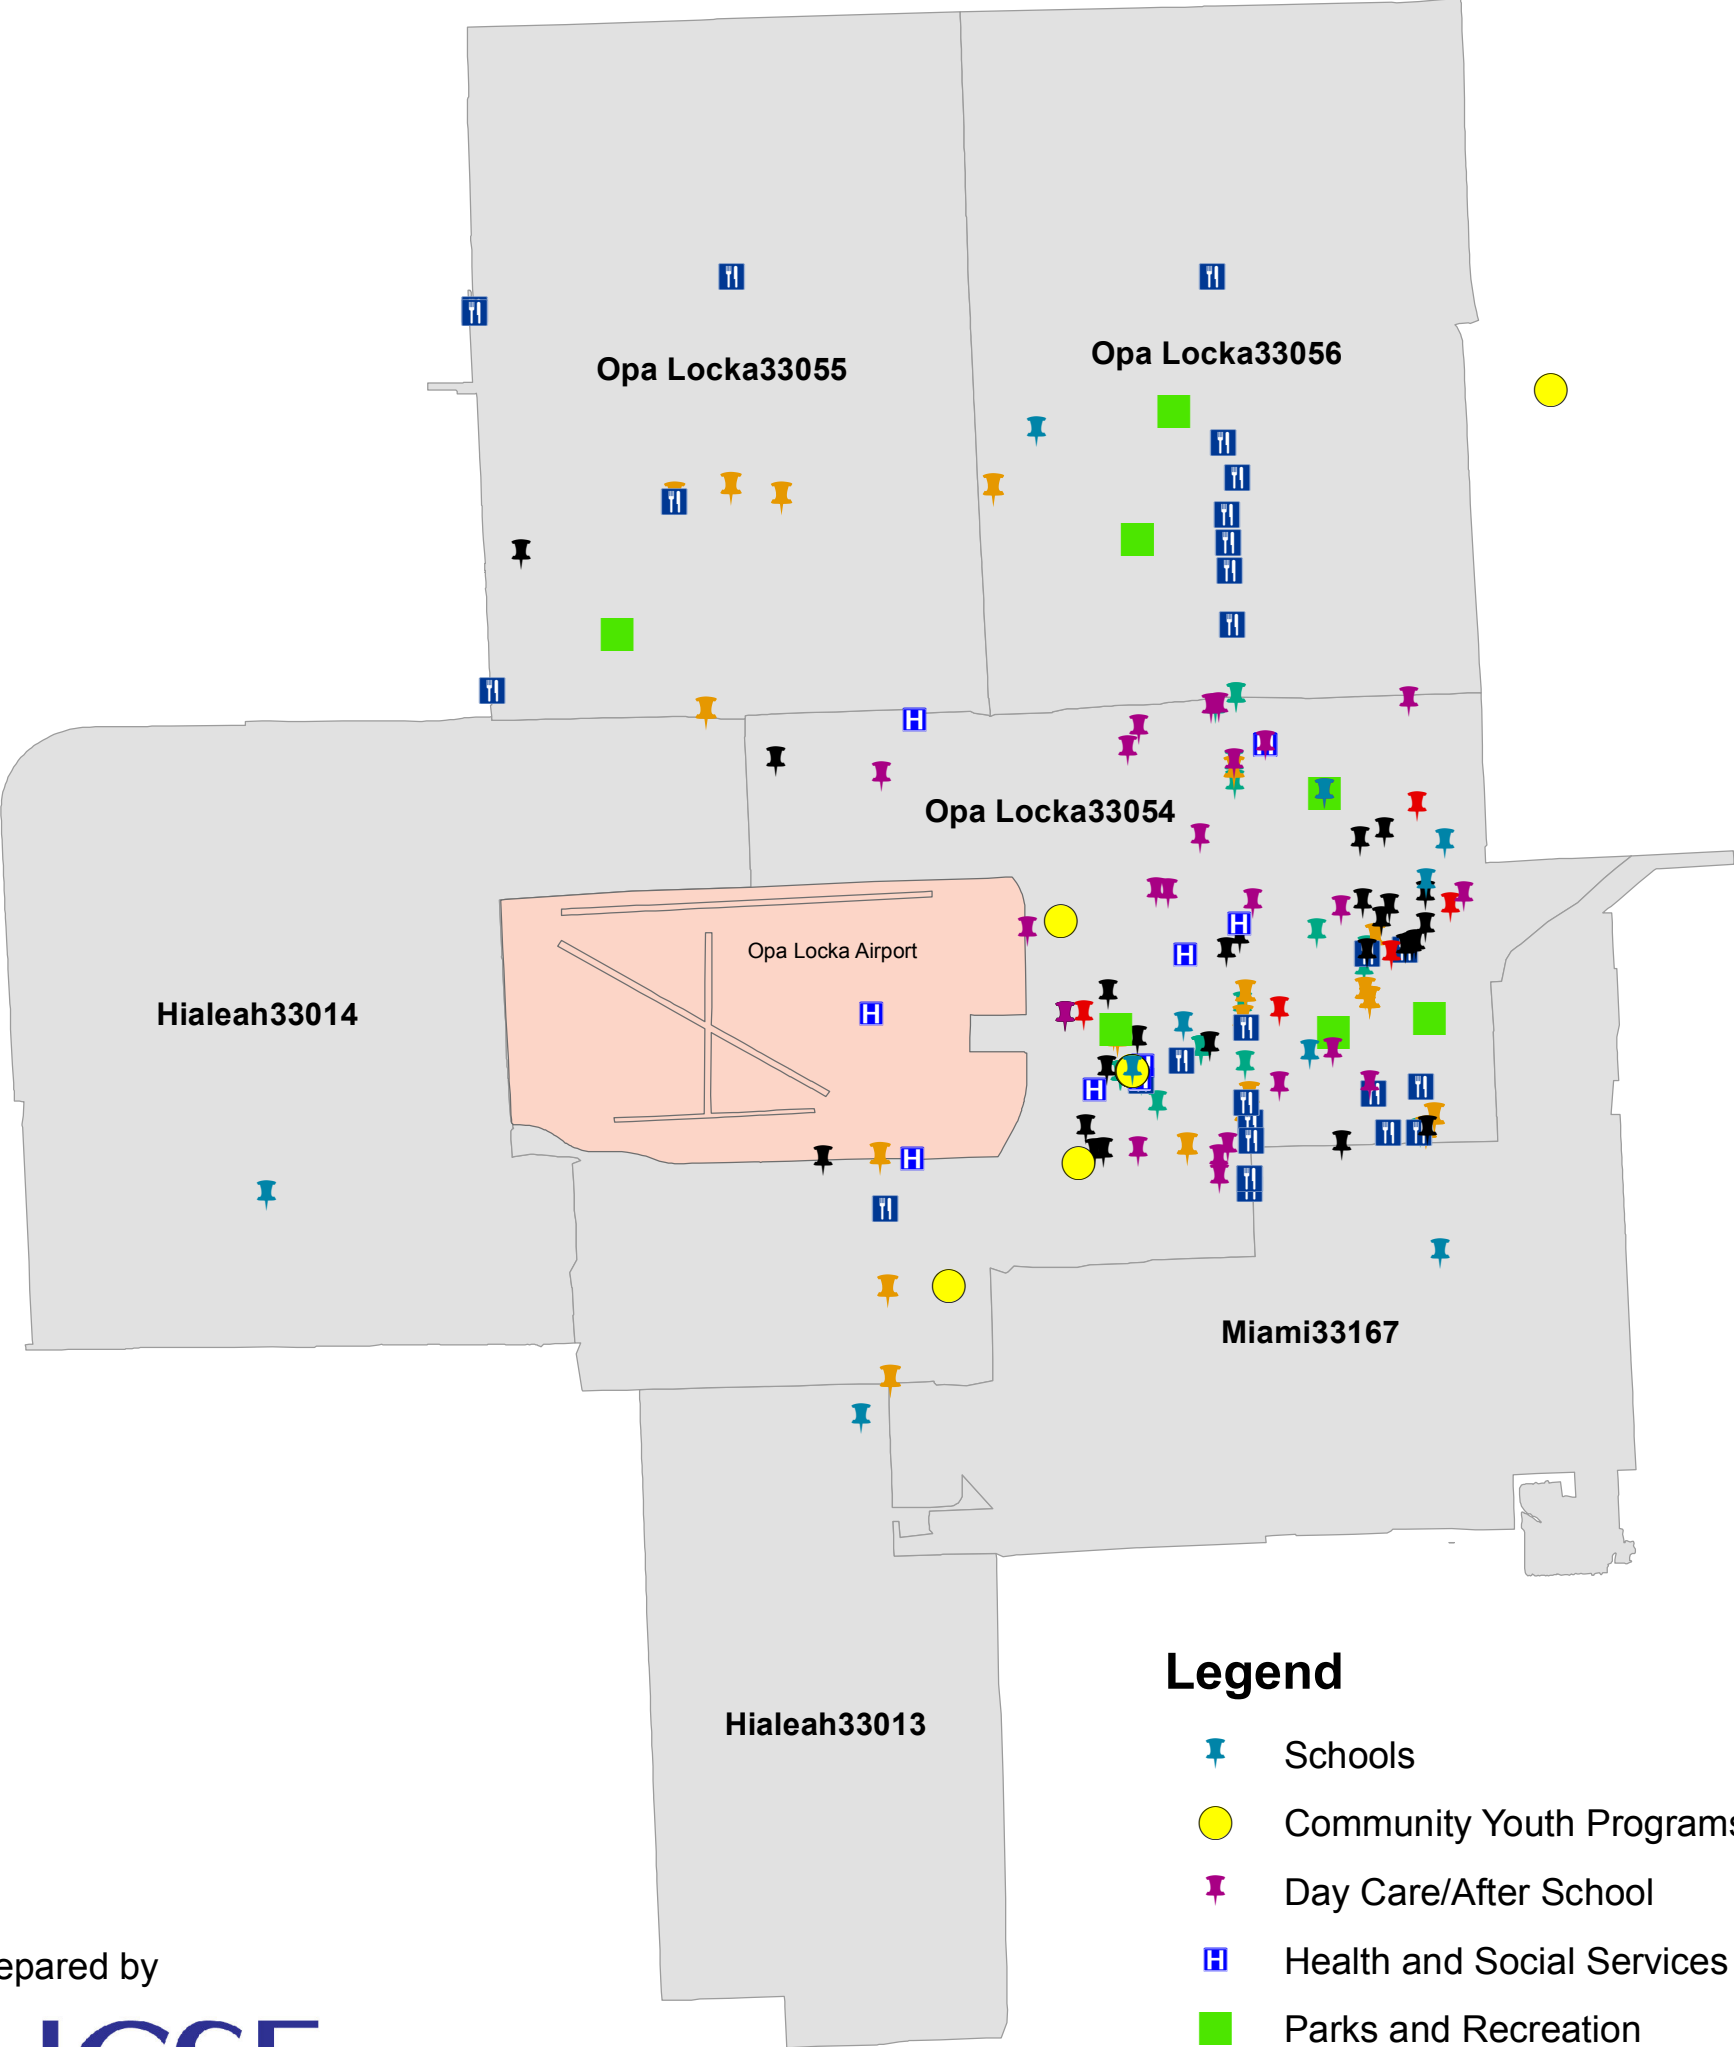 Opa Locka33056
Opa Locka33055
Opa Locka33054
Opa Locka Airport
Hialeah33014
Miami33167
Legend
Hialeah33013
Schools
Community Youth Programs
Day Care/After School
epared by
Health and Social Services
Parks and Recreation